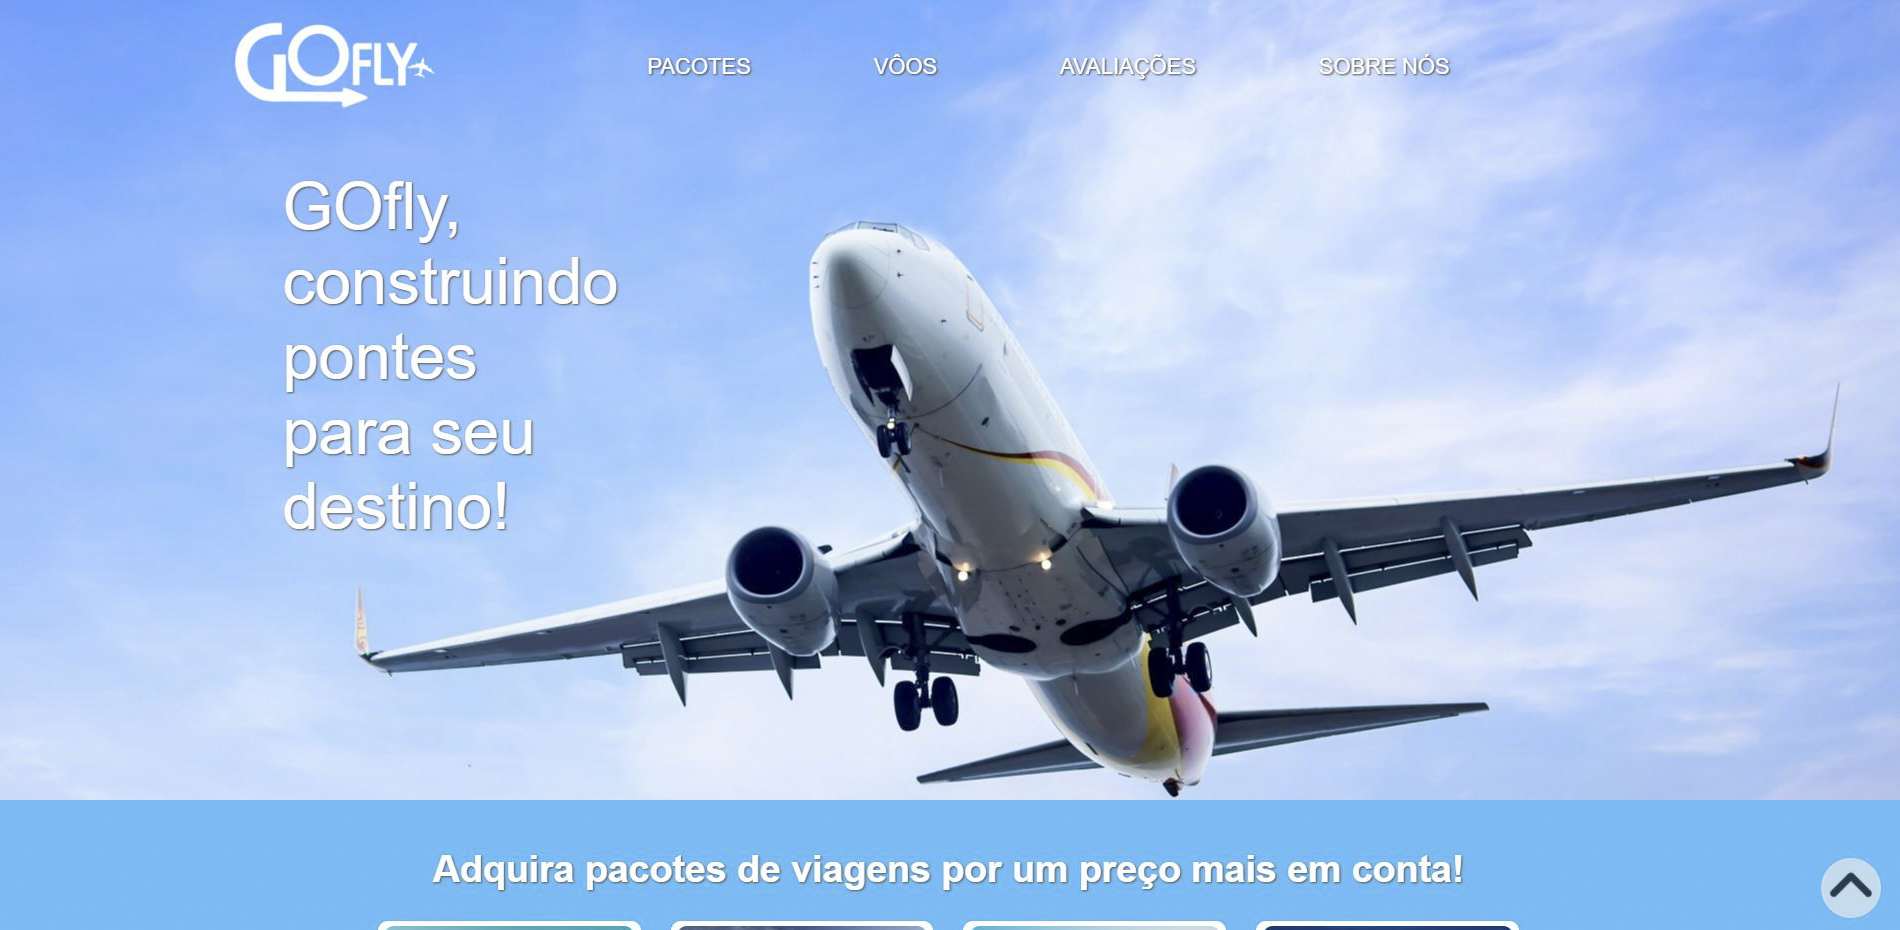 GOFLY
PACOTES
VÔOS
AVALIAÇÕES
SOBRE NÓS
GOfly,
construindo
pontes
para seu
destino!
Adquira pacotes de viagens por um preço mais em conta!